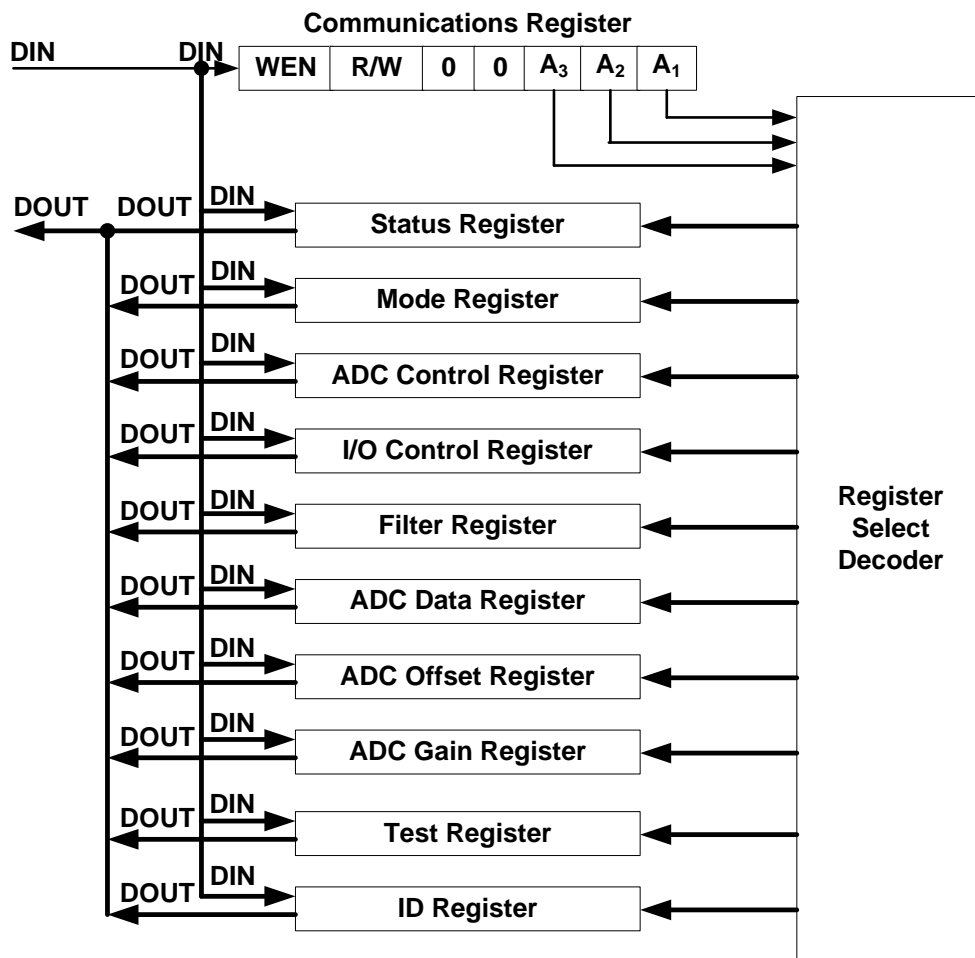 Communications Register
DIN DIN WEN R/W 0 0 A₃ A₂ A₁
DOUT DOUT DIN Status Register
DOUT DIN Mode Register
DOUT DIN ADC Control Register
DOUT DIN I/O Control Register
DOUT DIN Filter Register
DOUT DIN ADC Data Register
DOUT DIN ADC Offset Register
DOUT DIN ADC Gain Register
DOUT DIN Test Register
DOUT DIN ID Register
Register
Select
Decoder